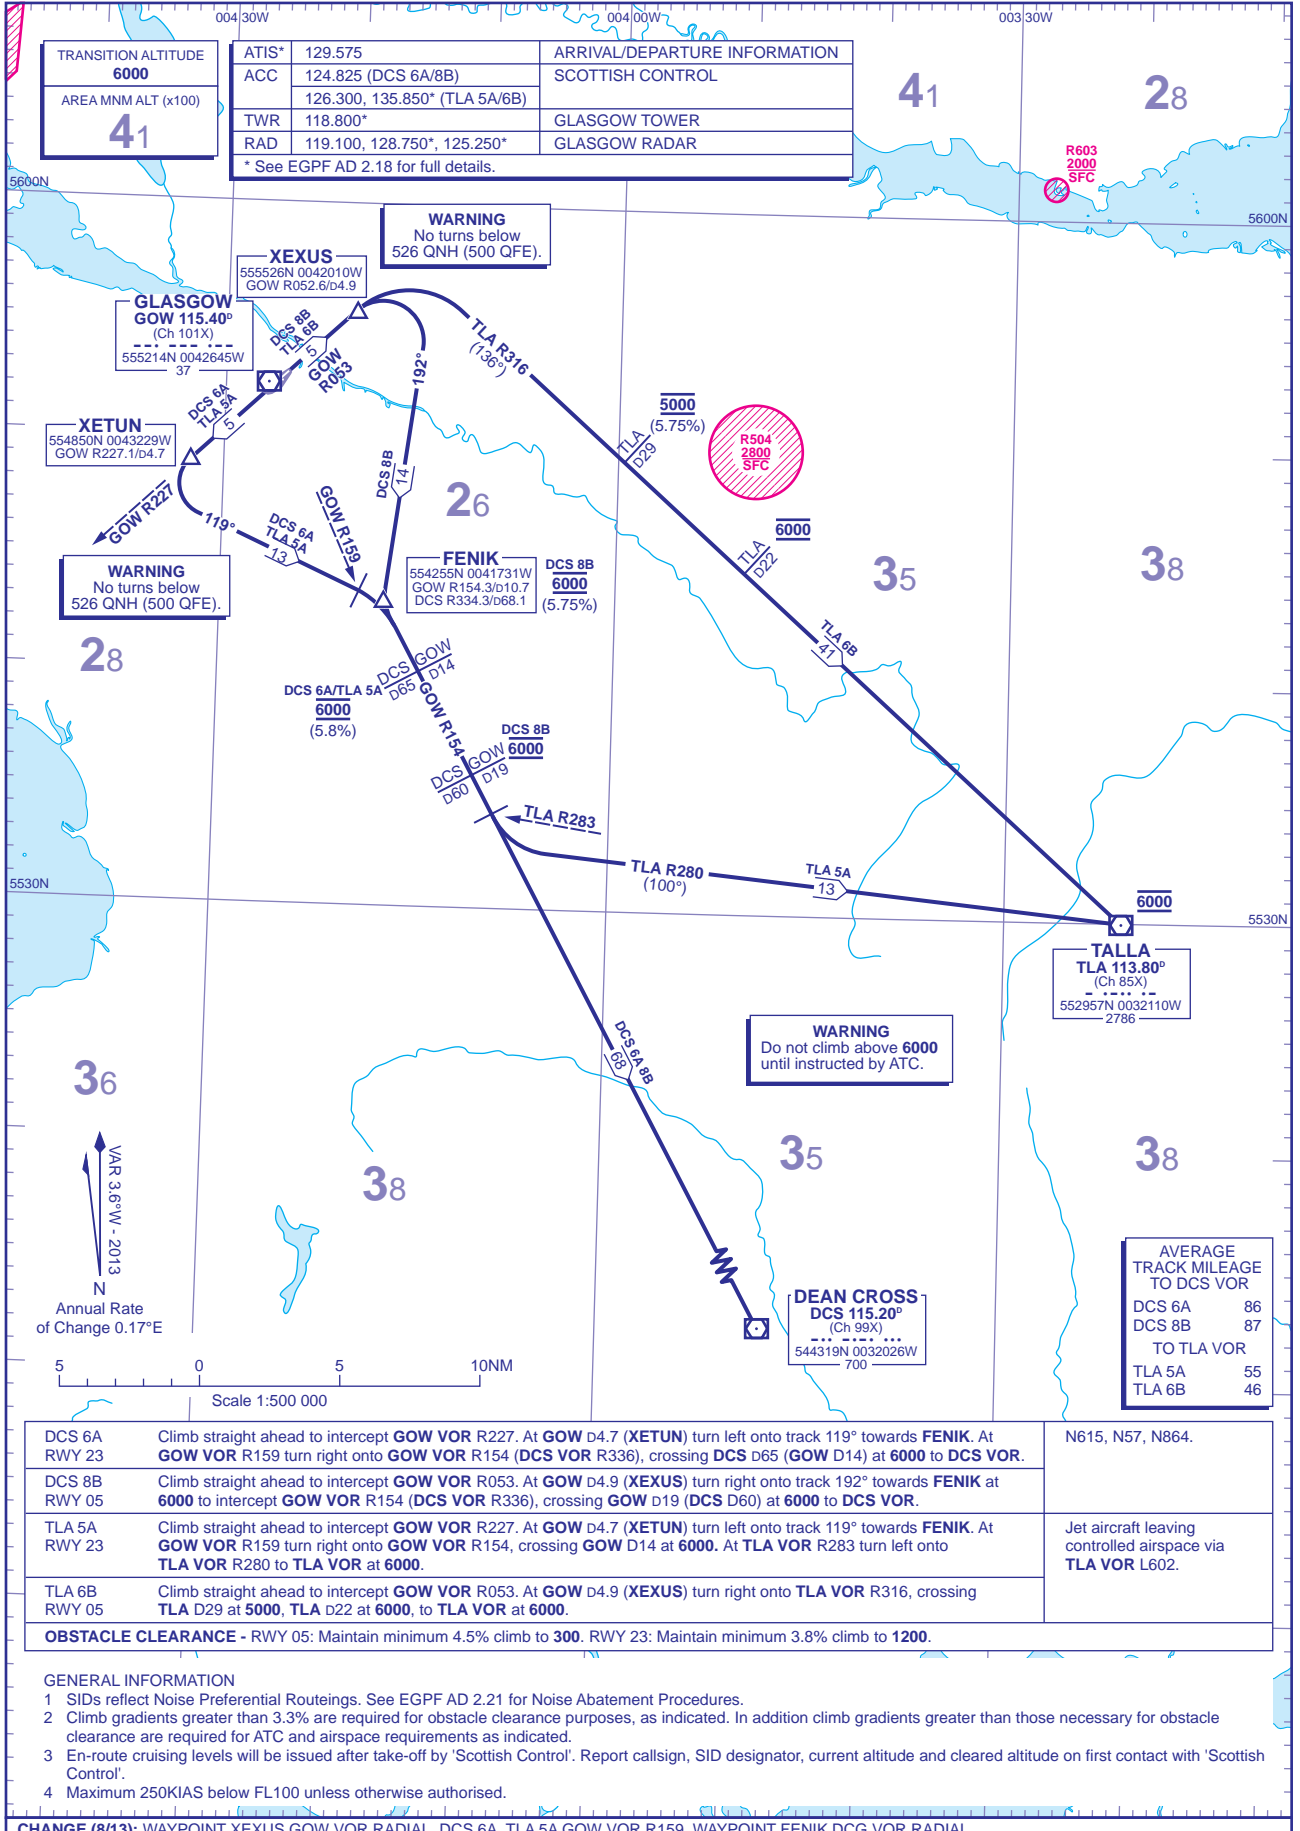 004 30W
004 00W
003 30W
TRANSITION ALTITUDE
6000
AREA MNM ALT (x100)
41
ATIS* 129.575 ARRIVAL/DEPARTURE INFORMATION
ACC 124.825 (DCS 6A/8B) SCOTTISH CONTROL
126.300, 135.850* (TLA 5A/6B)
TWR 118.800* GLASGOW TOWER
RAD 119.100, 128.750*, 125.250* GLASGOW RADAR
* See EGPF AD 2.18 for full details.
41
28
R603
2000
SFC
5600N
5600N
WARNING
No turns below
526 QNH (500 QFE).
XEXUS
555526N 0042010W
GOW R052.6/D4.9
GLASGOW
GOW 115.40D
(Ch 101X)
555214N 0042645W
37
DCS 8B
TLA 6B
5
GOW
R053
192°
TLA R316
(136°)
DCS 6A
TLA 5A
5
XETUN
554850N 0043229W
GOW R227.1/D4.7
5000
(5.75%)
TLA
D29
R504
2800
SFC
DCS 8B
14
26
GOW R227
119°
DCS 6A
TLA 5A
13
GOW R159
6000
TLA
D22
35
38
WARNING
No turns below
526 QNH (500 QFE).
FENIK
554255N 0041731W
GOW R154.3/D10.7
DCS R334.3/D68.1
DCS 8B
6000
(5.75%)
28
TLA 6B
41
DCS GOW
D65 D14
DCS 6A/TLA 5A
6000
(5.8%)
GOW R154
DCS 8B
6000
DCS GOW
D60 D19
TLA R283
TLA R280
(100°)
TLA 5A
13
5530N
5530N
6000
TALLA
TLA 113.80D
(Ch 85X)
552957N 0032110W
2786
WARNING
Do not climb above 6000
until instructed by ATC.
DCS 6A 8B
68
36
35
38
38
VAR 3.6°W - 2013
N
Annual Rate
of Change 0.17°E
DEAN CROSS
DCS 115.20D
(Ch 99X)
544319N 0032026W
700
AVERAGE
TRACK MILEAGE
TO DCS VOR
DCS 6A 86
DCS 8B 87
TO TLA VOR
TLA 5A 55
TLA 6B 46
5 0 5 10NM
Scale 1:500 000
DCS 6A Climb straight ahead to intercept GOW VOR R227. At GOW D4.7 (XETUN) turn left onto track 119° towards FENIK. At
RWY 23 GOW VOR R159 turn right onto GOW VOR R154 (DCS VOR R336), crossing DCS D65 (GOW D14) at 6000 to DCS VOR.
N615, N57, N864.
DCS 8B Climb straight ahead to intercept GOW VOR R053. At GOW D4.9 (XEXUS) turn right onto track 192° towards FENIK at
RWY 05 6000 to intercept GOW VOR R154 (DCS VOR R336), crossing GOW D19 (DCS D60) at 6000 to DCS VOR.
TLA 5A Climb straight ahead to intercept GOW VOR R227. At GOW D4.7 (XETUN) turn left onto track 119° towards FENIK. At
RWY 23 GOW VOR R159 turn right onto GOW VOR R154, crossing GOW D14 at 6000. At TLA VOR R283 turn left onto
TLA VOR R280 to TLA VOR at 6000.
Jet aircraft leaving
controlled airspace via
TLA VOR L602.
TLA 6B Climb straight ahead to intercept GOW VOR R053. At GOW D4.9 (XEXUS) turn right onto TLA VOR R316, crossing
RWY 05 TLA D29 at 5000, TLA D22 at 6000, to TLA VOR at 6000.
OBSTACLE CLEARANCE - RWY 05: Maintain minimum 4.5% climb to 300. RWY 23: Maintain minimum 3.8% climb to 1200.
GENERAL INFORMATION
1 SIDs reflect Noise Preferential Routeings. See EGPF AD 2.21 for Noise Abatement Procedures.
2 Climb gradients greater than 3.3% are required for obstacle clearance purposes, as indicated. In addition climb gradients greater than those necessary for obstacle
clearance are required for ATC and airspace requirements as indicated.
3 En-route cruising levels will be issued after take-off by 'Scottish Control'. Report callsign, SID designator, current altitude and cleared altitude on first contact with 'Scottish
Control'.
4 Maximum 250KIAS below FL100 unless otherwise authorised.
CHANGE (8/13): WAYPOINT XEXUS GOW VOR RADIAL. DCS 6A, TLA 5A GOW VOR R159. WAYPOINT FENIK DCG VOR RADIAL.